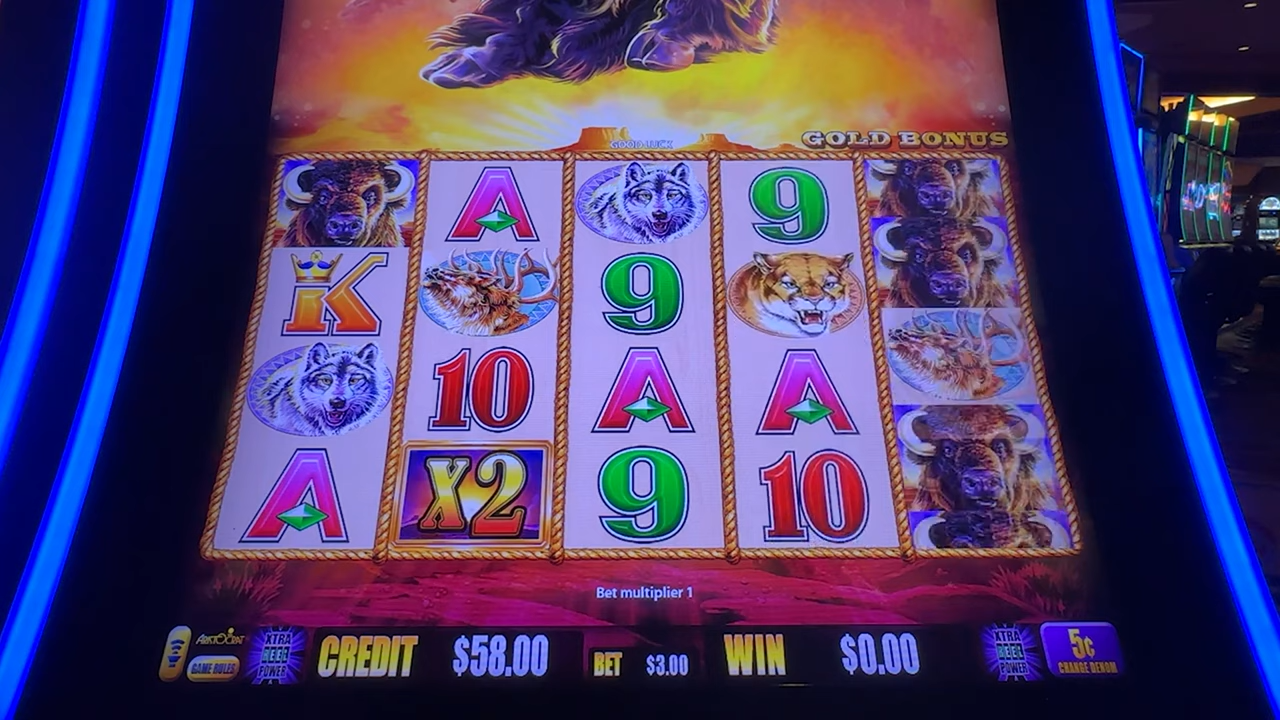 GOOD LUCK
GOLD BONUS
A 9
K 9
10 A A
A X2 9 10
Bet multiplier 1
ARISTOCRAT
GAME RULES
XTRA
REEL
POWER
CREDIT $58.00
BET $3.00
WIN $0.00
XTRA
REEL
POWER
5¢
CHANGE DENOM